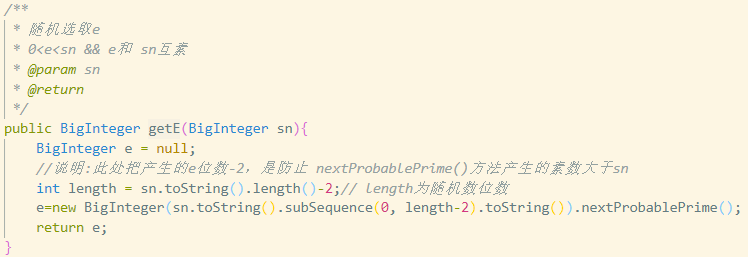 /**
 * 随机选取e
 * 0<e<sn && e和 sn互素
 * @param sn
 * @return
 */
public BigInteger getE(BigInteger sn){
    BigInteger e = null;
    //说明:此处把产生的e位数-2，是防止 nextProbablePrime()方法产生的素数大于sn
    int length = sn.toString().length()-2;// length为随机数位数
    e=new BigInteger(sn.toString().subSequence(0, length-2).toString()).nextProbablePrime();
    return e;
}